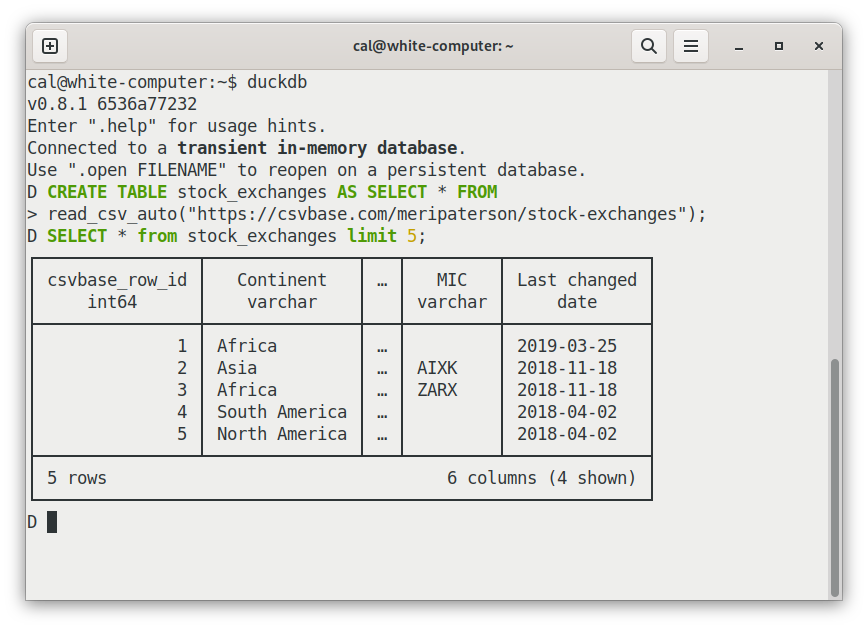 cal@white-computer: ~
cal@white-computer:~$ duckdb
v0.8.1 6536a77232
Enter ".help" for usage hints.
Connected to a transient in-memory database.
Use ".open FILENAME" to reopen on a persistent database.
D CREATE TABLE stock_exchanges AS SELECT * FROM
> read_csv_auto("https://csvbase.com/meripaterson/stock-exchanges");
D SELECT * from stock_exchanges limit 5;
csvbase_row_id Continent … MIC Last changed
int64 varchar varchar date
1 Africa … 2019-03-25
2 Asia … AIXK 2018-11-18
3 Africa … ZARX 2018-11-18
4 South America … 2018-04-02
5 North America … 2018-04-02
5 rows 6 columns (4 shown)
D